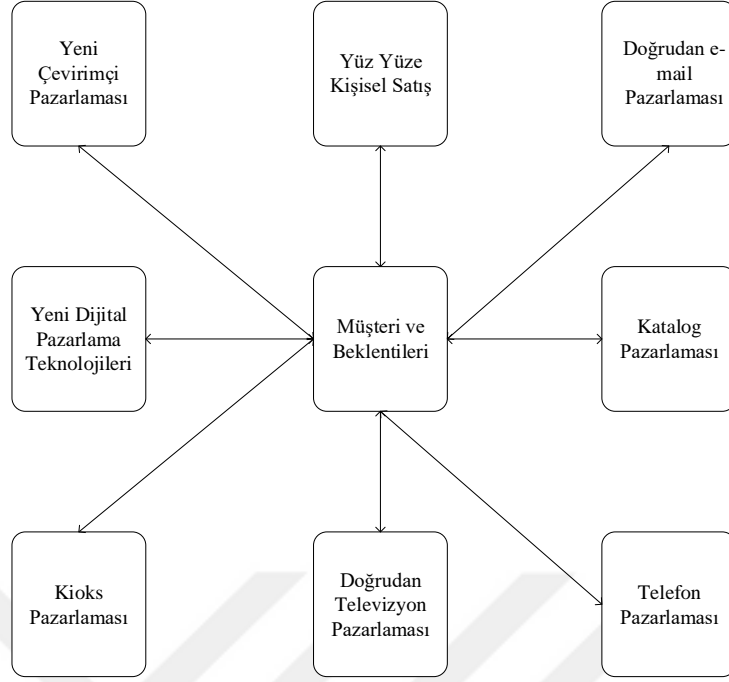 Yeni
Çevirimçi
Pazarlaması
Yüz Yüze
Kişisel Satış
Doğrudan e-
mail
Pazarlaması
Yeni Dijital
Pazarlama
Teknolojileri
Müşteri ve
Beklentileri
Katalog
Pazarlaması
Kioks
Pazarlaması
Doğrudan
Televizyon
Pazarlaması
Telefon
Pazarlaması